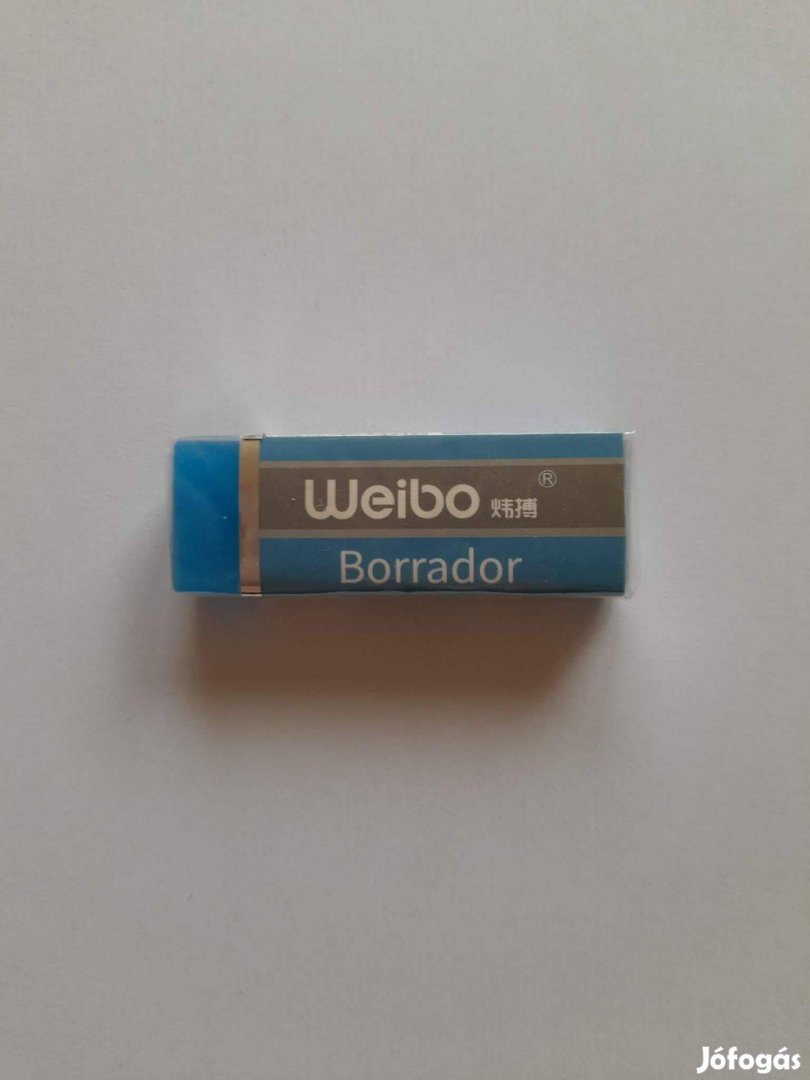 Weibo 炜搏 ®
Borrador
Jófogás